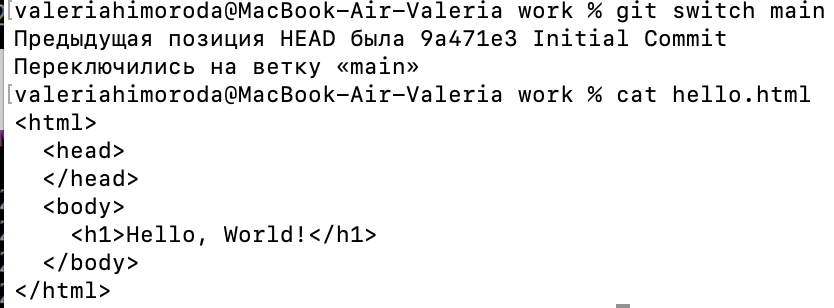 [valeriahimoroda@MacBook-Air-Valeria work % git switch main
Предыдущая позиция HEAD была 9a471e3 Initial Commit
Переключились на ветку «main»
[valeriahimoroda@MacBook-Air-Valeria work % cat hello.html
<html>
  <head>
  </head>
  <body>
    <h1>Hello, World!</h1>
  </body>
</html>